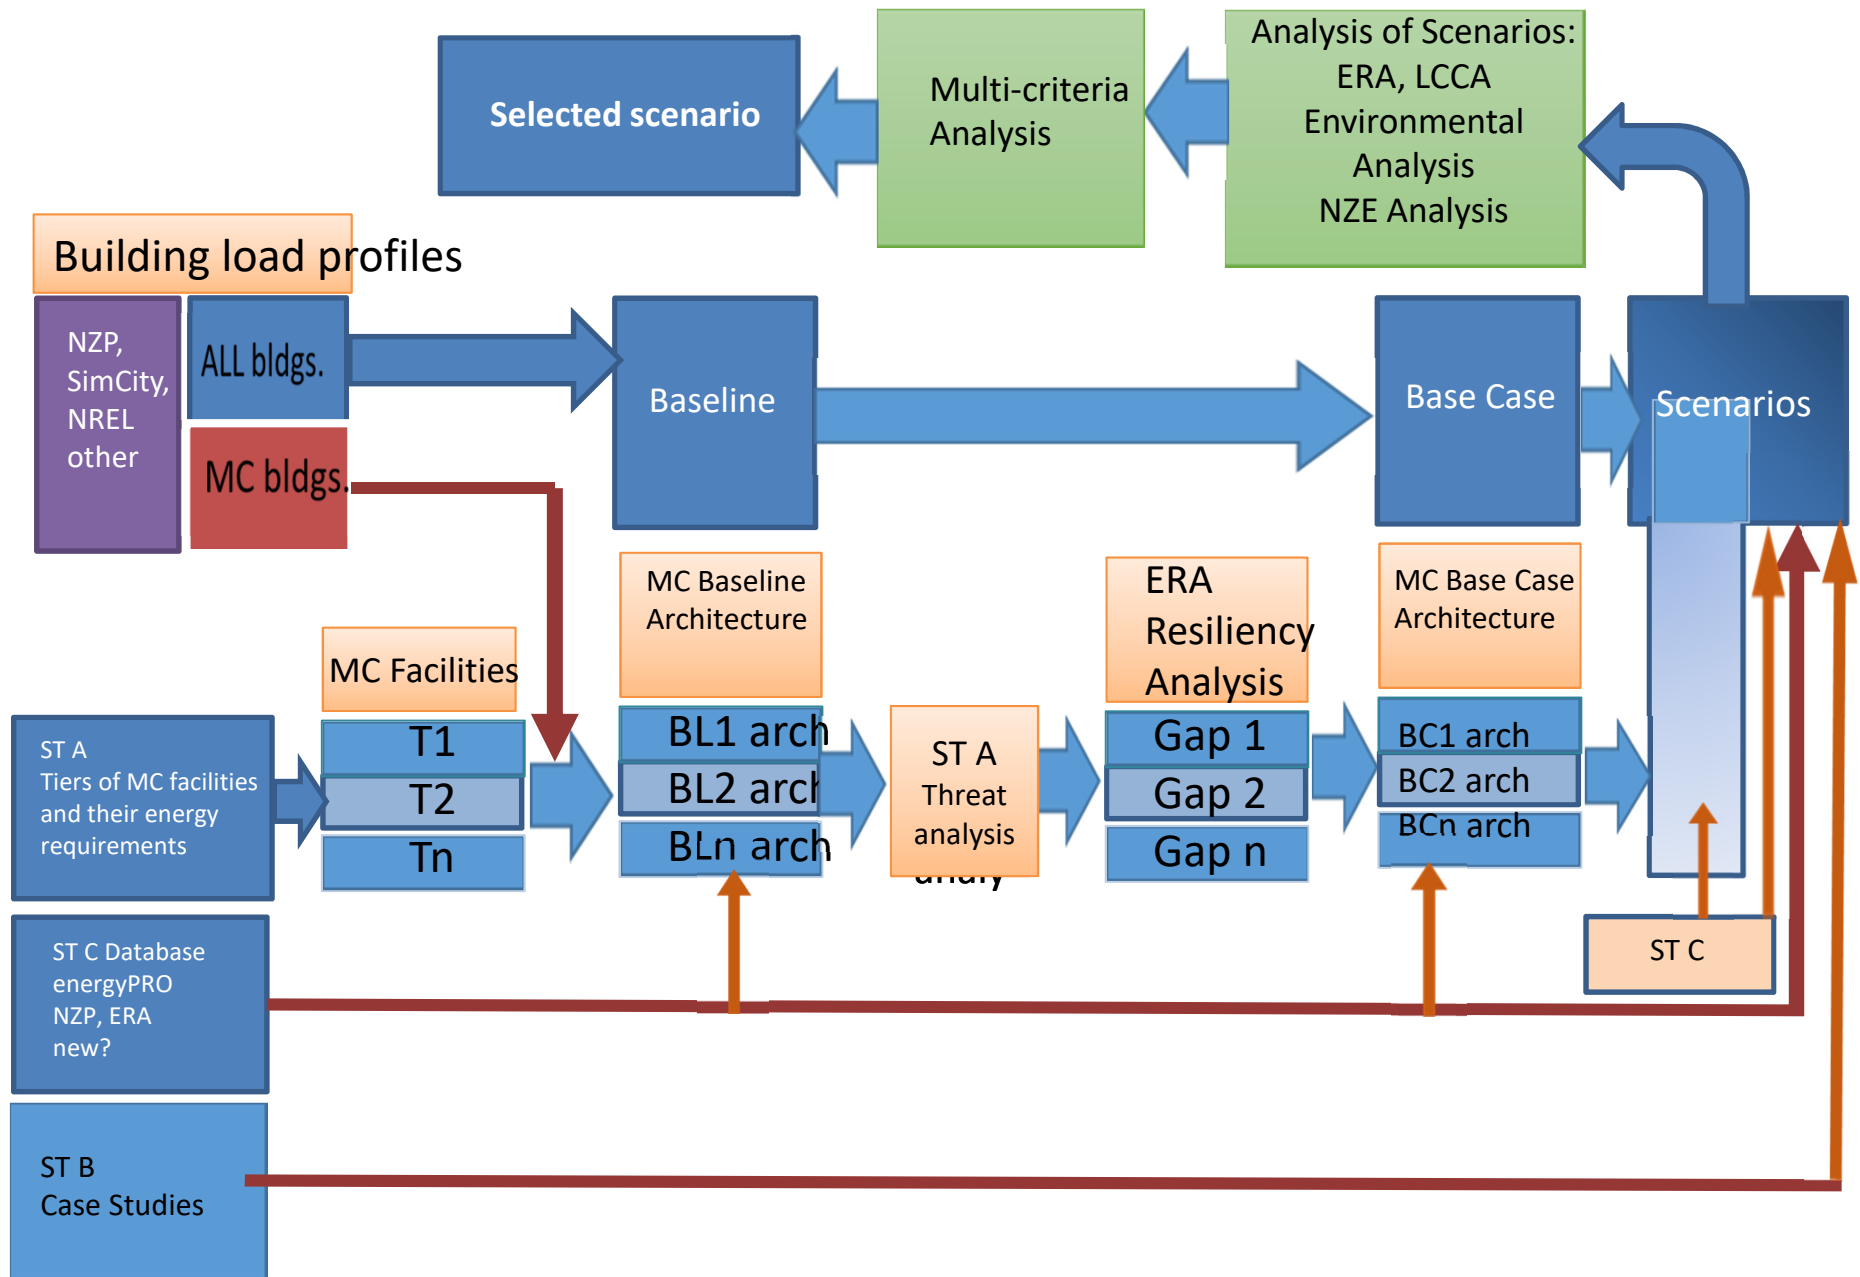 Selected scenario
Multi-criteria
Analysis
Analysis of Scenarios:
ERA, LCCA
Environmental
Analysis
NZE Analysis
Building load profiles
NZP,
SimCity,
NREL
other
ALL bldgs.
MC bldgs.
Baseline
Base Case
Scenarios
MC Facilities
MC Baseline
Architecture
ERA
Resiliency
Analysis
MC Base Case
Architecture
ST A
Tiers of MC facilities
and their energy
requirements
T1
T2
Tn
BL1 arch
BL2 arch
BLn arch
ST A
Threat
analysis
analy
Gap 1
Gap 2
Gap n
BC1 arch
BC2 arch
BCn arch
ST C Database
energyPRO
NZP, ERA
new?
ST C
ST B
Case Studies